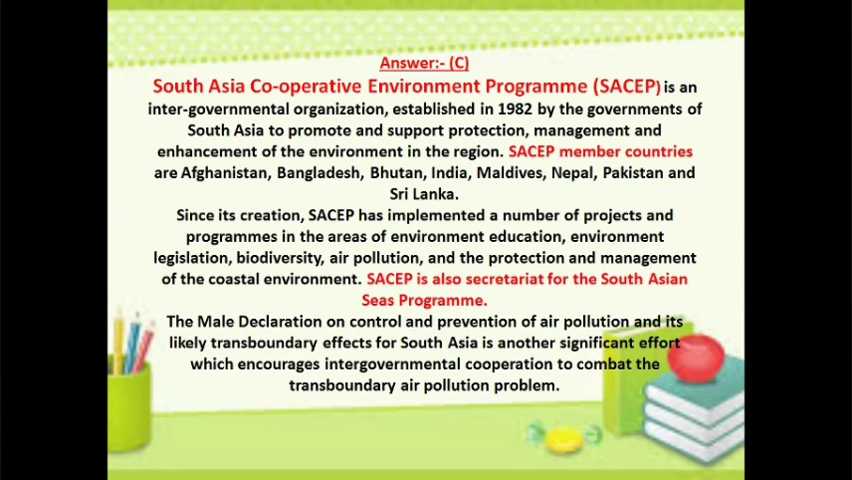 Answer:- (C)
South Asia Co-operative Environment Programme (SACEP) is an
inter-governmental organization, established in 1982 by the governments of
South Asia to promote and support protection, management and
enhancement of the environment in the region. SACEP member countries
are Afghanistan, Bangladesh, Bhutan, India, Maldives, Nepal, Pakistan and
Sri Lanka.
Since its creation, SACEP has implemented a number of projects and
programmes in the areas of environment education, environment
legislation, biodiversity, air pollution, and the protection and management
of the coastal environment. SACEP is also secretariat for the South Asian
Seas Programme.
The Male Declaration on control and prevention of air pollution and its
likely transboundary effects for South Asia is another significant effort
which encourages intergovernmental cooperation to combat the
transboundary air pollution problem.